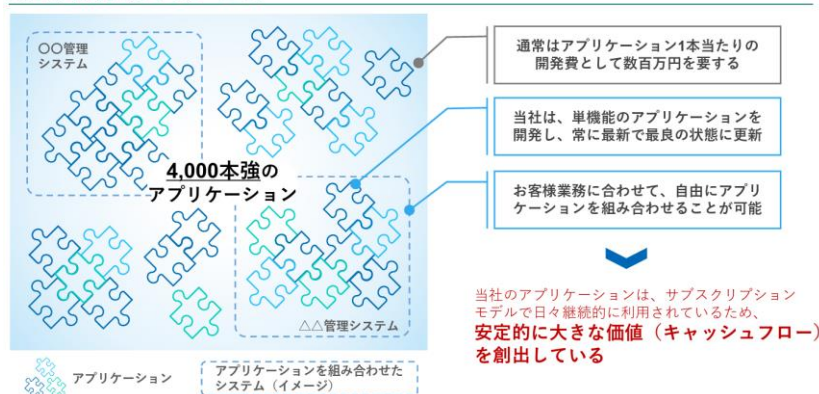 〇〇管理
システム
4,000本強の
アプリケーション
△△管理システム
アプリケーション
アプリケーションを組み合わせた
システム（イメージ）
通常はアプリケーション1本当たりの
開発費として数百万円を要する
当社は、単機能のアプリケーションを
開発し、常に最新で最良の状態に更新
お客様業務に合わせて、自由にアプリ
ケーションを組み合わせることが可能
当社のアプリケーションは、サブスクリプション
モデルで日々継続的に利用されているため、
安定的に大きな価値（キャッシュフロー）
を創出している